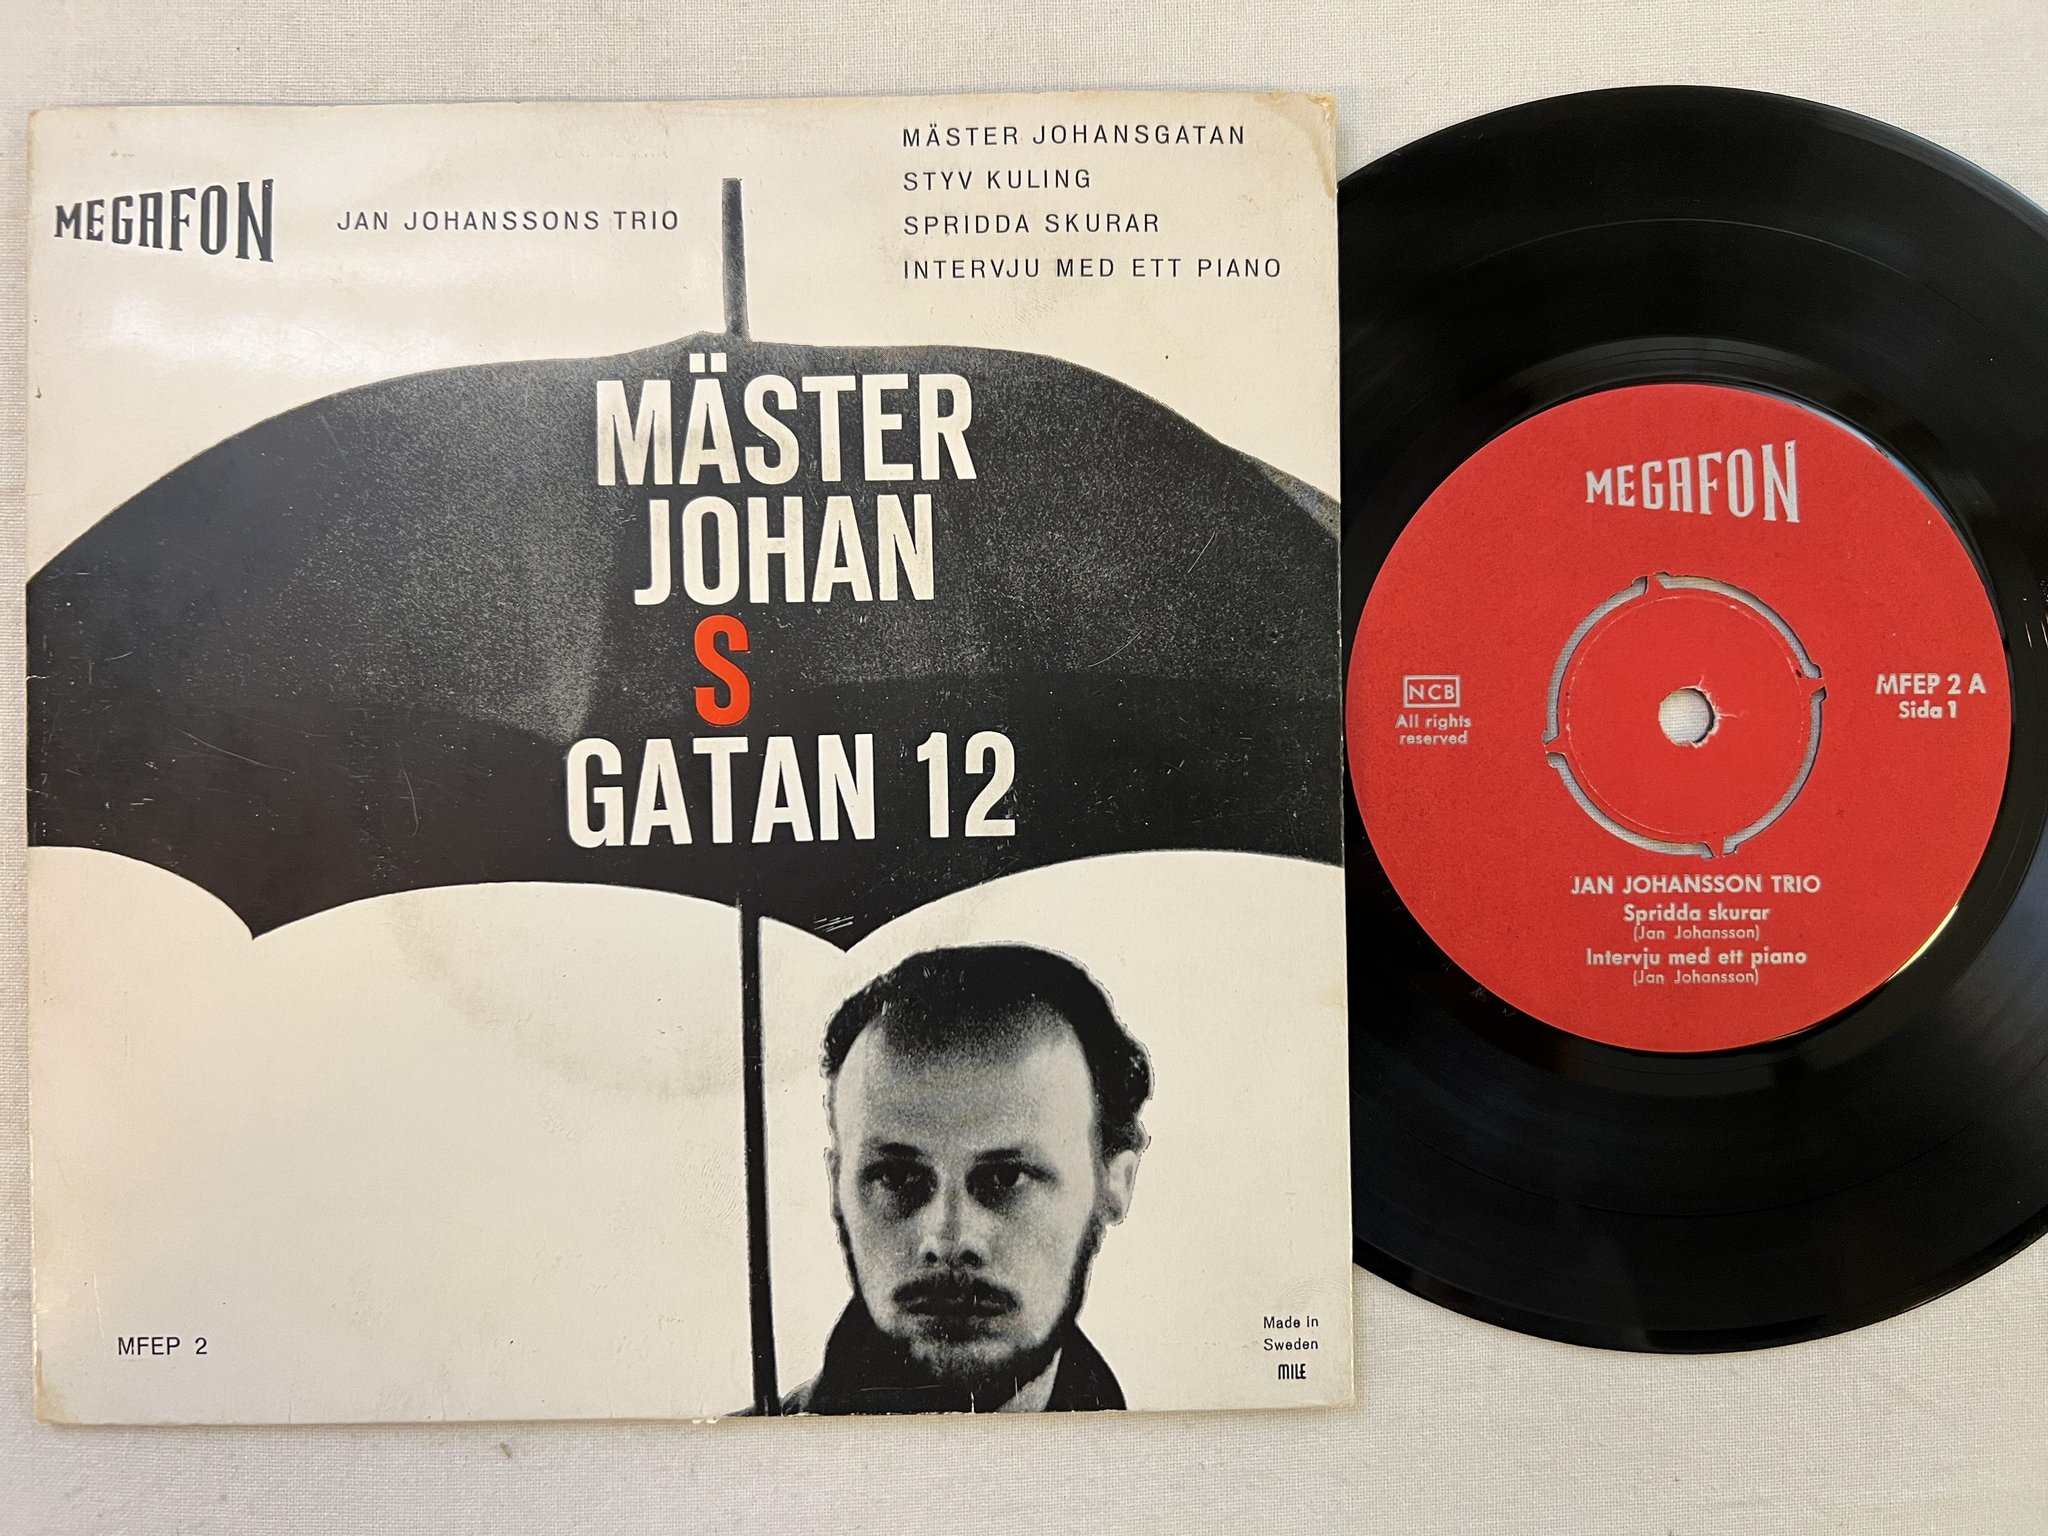 MEGAFON
JAN JOHANSSONS TRIO
MÄSTER JOHANSGATAN
STYV KULING
SPRIDDA SKURAR
INTERVJU MED ETT PIANO
MÄSTER
JOHAN
S
GATAN 12
MFEP 2
Made in
Sweden
MILE
MEGAFON
NCB
All rights
reserved
MFEP 2 A
Sida 1
JAN JOHANSSON TRIO
Spridda skurar
(Jan Johansson)
Intervju med ett piano
(Jan Johansson)